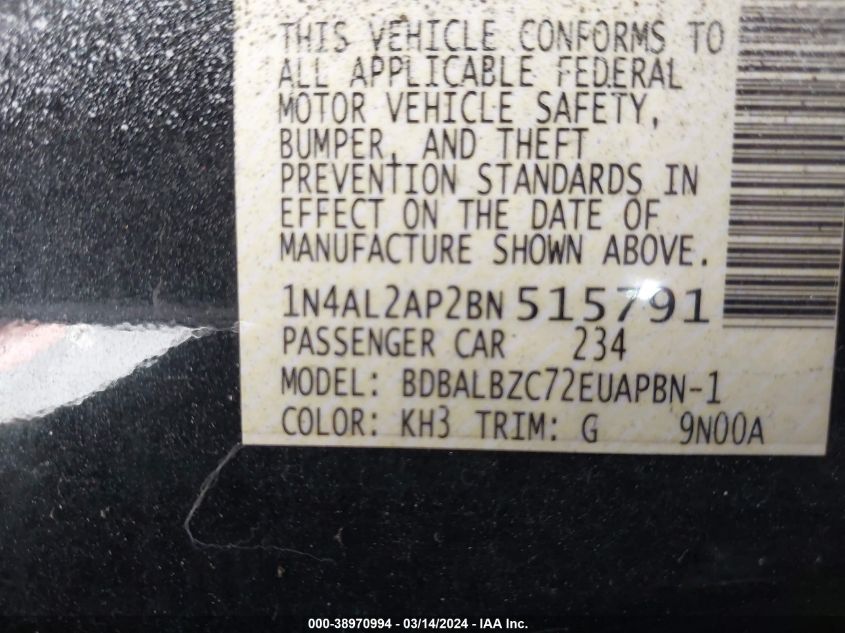 THIS VEHICLE CONFORMS TO
ALL APPLICABLE FEDERAL
MOTOR VEHICLE SAFETY,
BUMPER, AND THEFT
PREVENTION STANDARDS IN
EFFECT ON THE DATE OF
MANUFACTURE SHOWN ABOVE.
1N4AL2AP2BN515791
PASSENGER CAR 234
MODEL: BDBALBZC72EUAPBN-1
COLOR: KH3 TRIM: G 9N00A
000-38970994 - 03/14/2024 - IAA Inc.